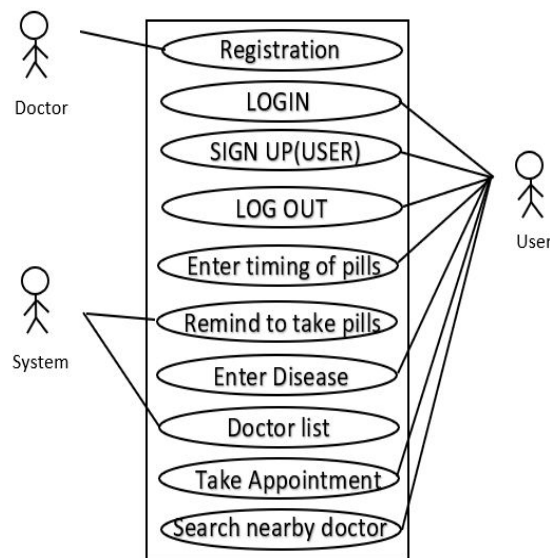 Doctor
Registration
LOGIN
SIGN UP(USER)
LOG OUT
User
Enter timing of pills
Remind to take pills
System
Enter Disease
Doctor list
Take Appointment
Search nearby doctor